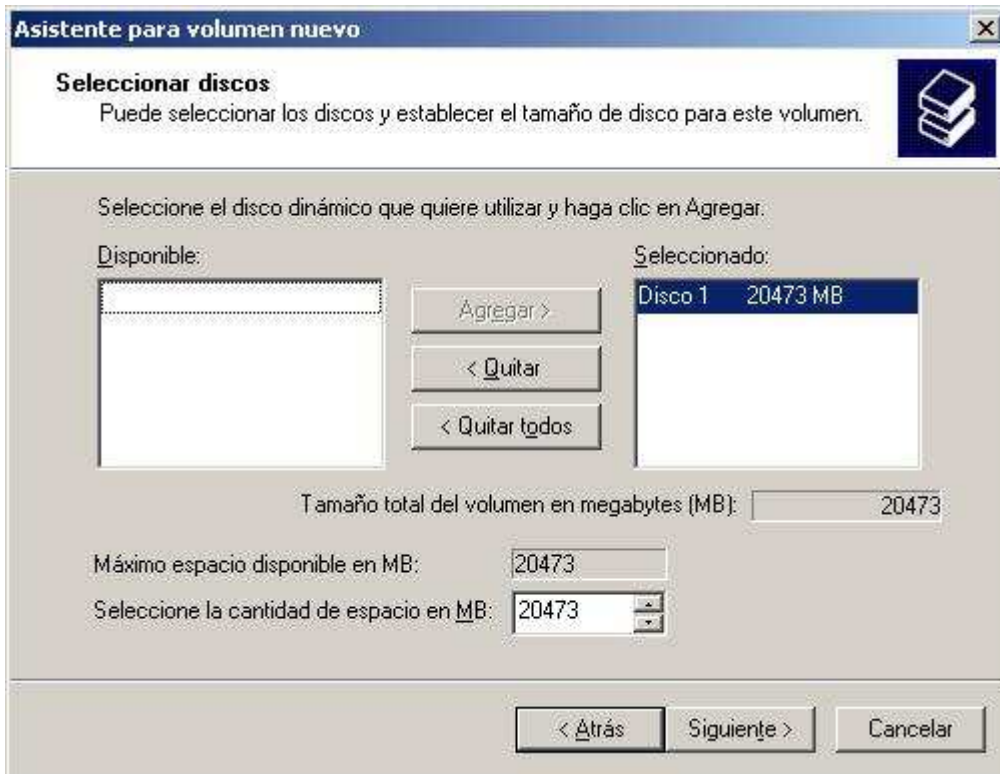 Asistente para volumen nuevo
Seleccionar discos
Puede seleccionar los discos y establecer el tamaño de disco para este volumen.
Seleccione el disco dinámico que quiere utilizar y haga clic en Agregar.
Disponible:
Seleccionado:
Agregar >
Disco 1 20473 MB
< Quitar
< Quitar todos
Tamaño total del volumen en megabytes (MB): 20473
Máximo espacio disponible en MB: 20473
Seleccione la cantidad de espacio en MB: 20473
< Atrás Siguiente > Cancelar